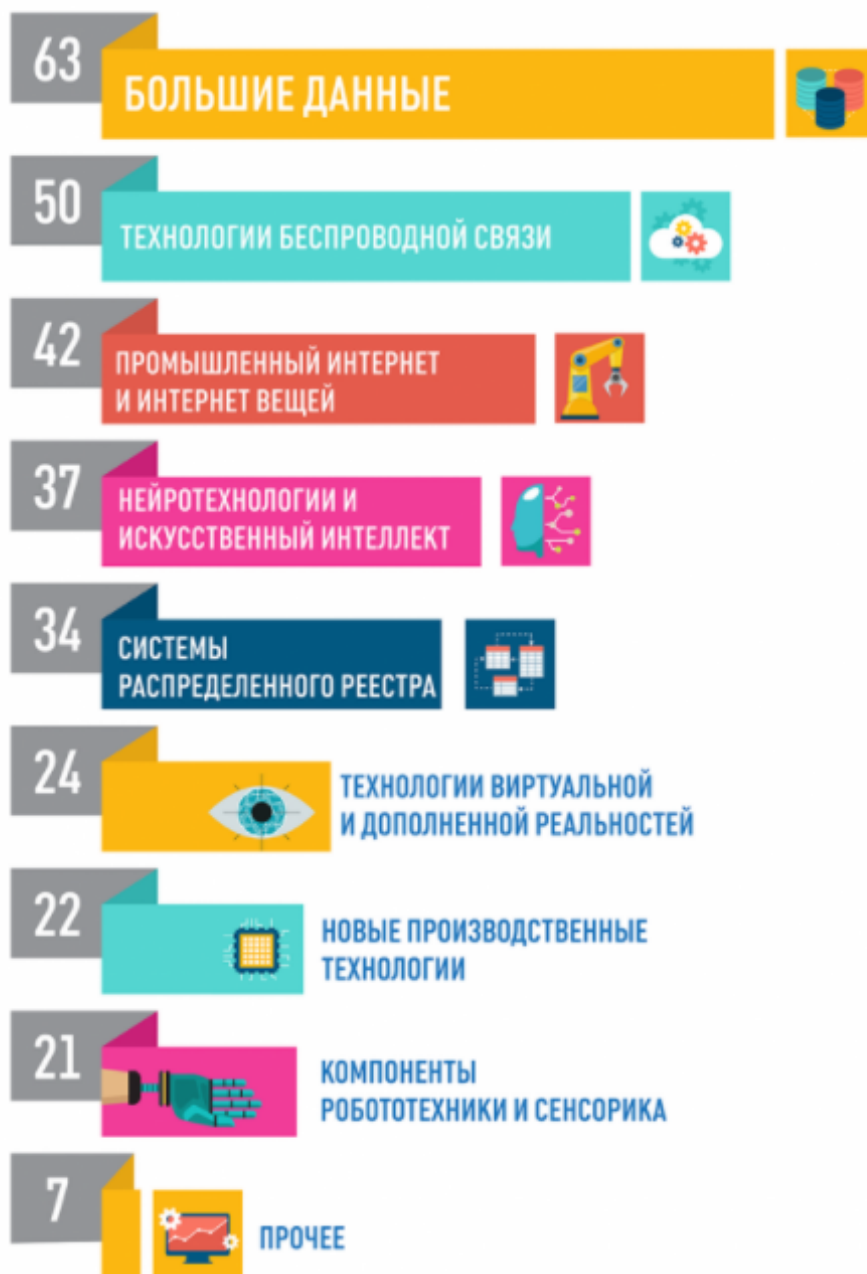 63
БОЛЬШИЕ ДАННЫЕ
50
ТЕХНОЛОГИИ БЕСПРОВОДНОЙ СВЯЗИ
42
ПРОМЫШЛЕННЫЙ ИНТЕРНЕТ
И ИНТЕРНЕТ ВЕЩЕЙ
37
НЕЙРОТЕХНОЛОГИИ И
ИСКУССТВЕННЫЙ ИНТЕЛЛЕКТ
34
СИСТЕМЫ
РАСПРЕДЕЛЕННОГО РЕЕСТРА
24
ТЕХНОЛОГИИ ВИРТУАЛЬНОЙ
И ДОПОЛНЕННОЙ РЕАЛЬНОСТЕЙ
22
НОВЫЕ ПРОИЗВОДСТВЕННЫЕ
ТЕХНОЛОГИИ
21
КОМПОНЕНТЫ
РОБОТОТЕХНИКИ И СЕНСОРИКА
7
ПРОЧЕЕ